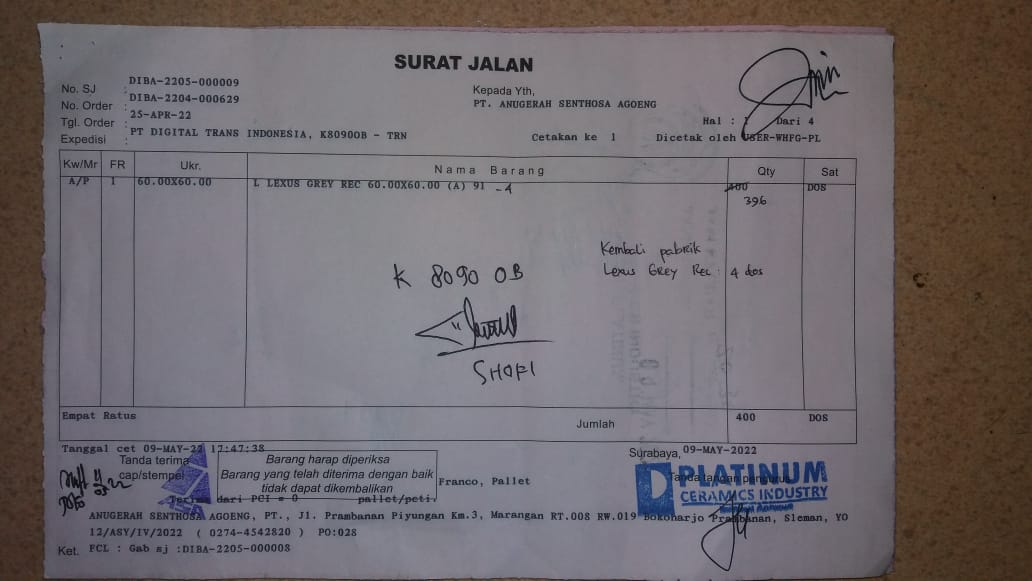 SURAT JALAN
No. SJ : DIBA-2205-000009
No. Order : DIBA-2204-000629
Tgl. Order : 25-APR-22
Expedisi : PT DIGITAL TRANS INDONESIA, K8090OB - TRN
Kepada Yth,
PT. ANUGERAH SENTHOSA AGOENG
Hal : 1 Dari 4
Cetakan ke 1 Dicetak oleh USER-WHFG-PL
Kw/Mr FR Ukr. Nama Barang Qty Sat
A/P 1 60.00X60.00 L LEXUS GREY REC 60.00X60.00 (A) 91 -4 400 DOS
396
Kembali pabrik
Lexus GREY Rec : 4 dos
K 8090 OB
SHOFI
Empat Ratus Jumlah 400 DOS
Tanggal cet 09-MAY-22 17:47:38
Surabaya, 09-MAY-2022
Tanda terima
cap/stempel
Barang harap diperiksa
Barang yang telah diterima dengan baik
tidak dapat dikembalikan
Franco, Pallet
Tanda tangan
PLATINUM
CERAMICS INDUSTRY
Terima dari PCI = 0 pallet/peti.
ANUGERAH SENTHOSA AGOENG, PT., Jl. Prambanan Piyungan Km.3, Marangan RT.008 RW.019 Bokoharjo Prambanan, Sleman, YO
12/ASY/IV/2022 ( 0274-4542820 ) PO:028
Ket. FCL : Gab sj :DIBA-2205-000008